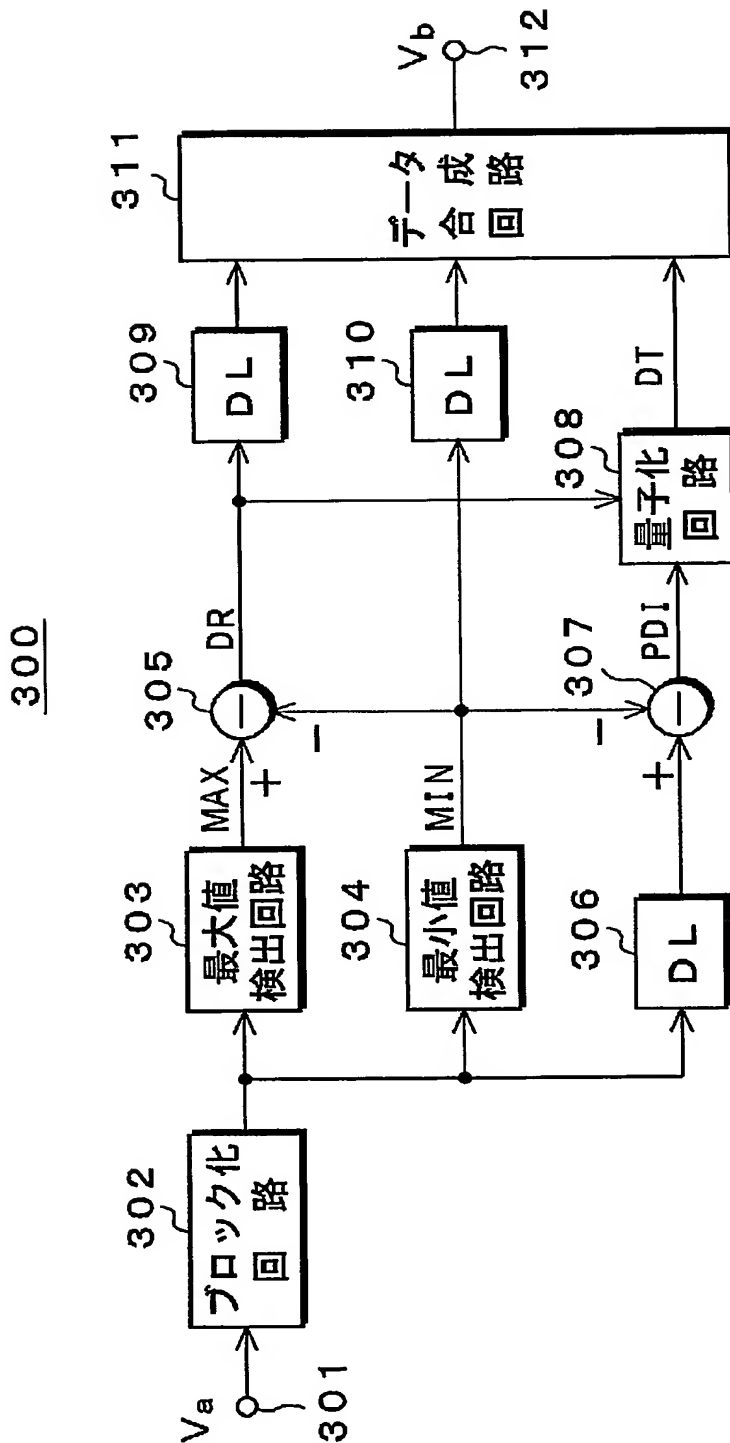 300
Va
301
302
ブロック化
回路
303
最大値
検出回路
MAX
+
305
−
−
DR
309
DL
311
データ
合成
回路
Vb
312
304
最小値
検出回路
MIN
310
DL
306
DL
+
−
307
−
PDI
308
量子化
回路
DT